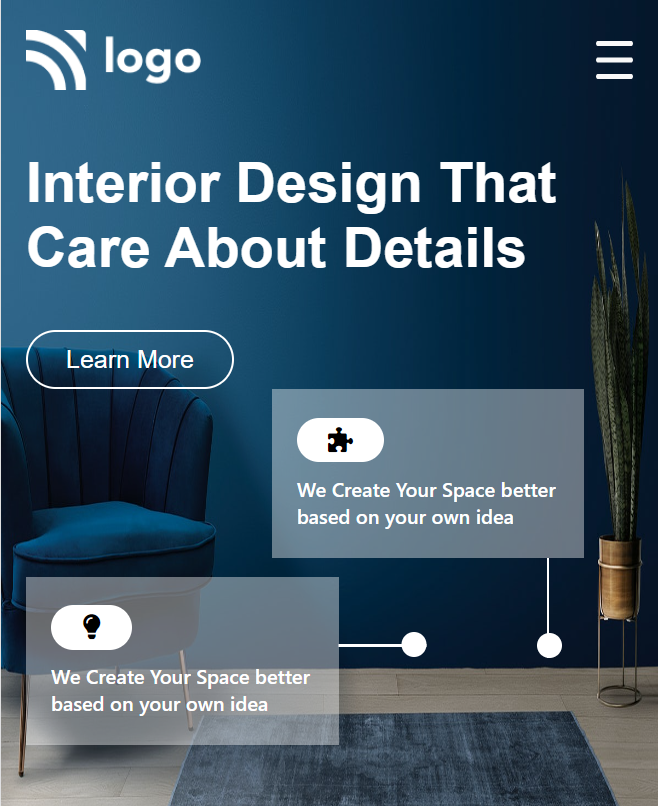 logo
Interior Design That
Care About Details
Learn More
We Create Your Space better
based on your own idea
We Create Your Space better
based on your own idea